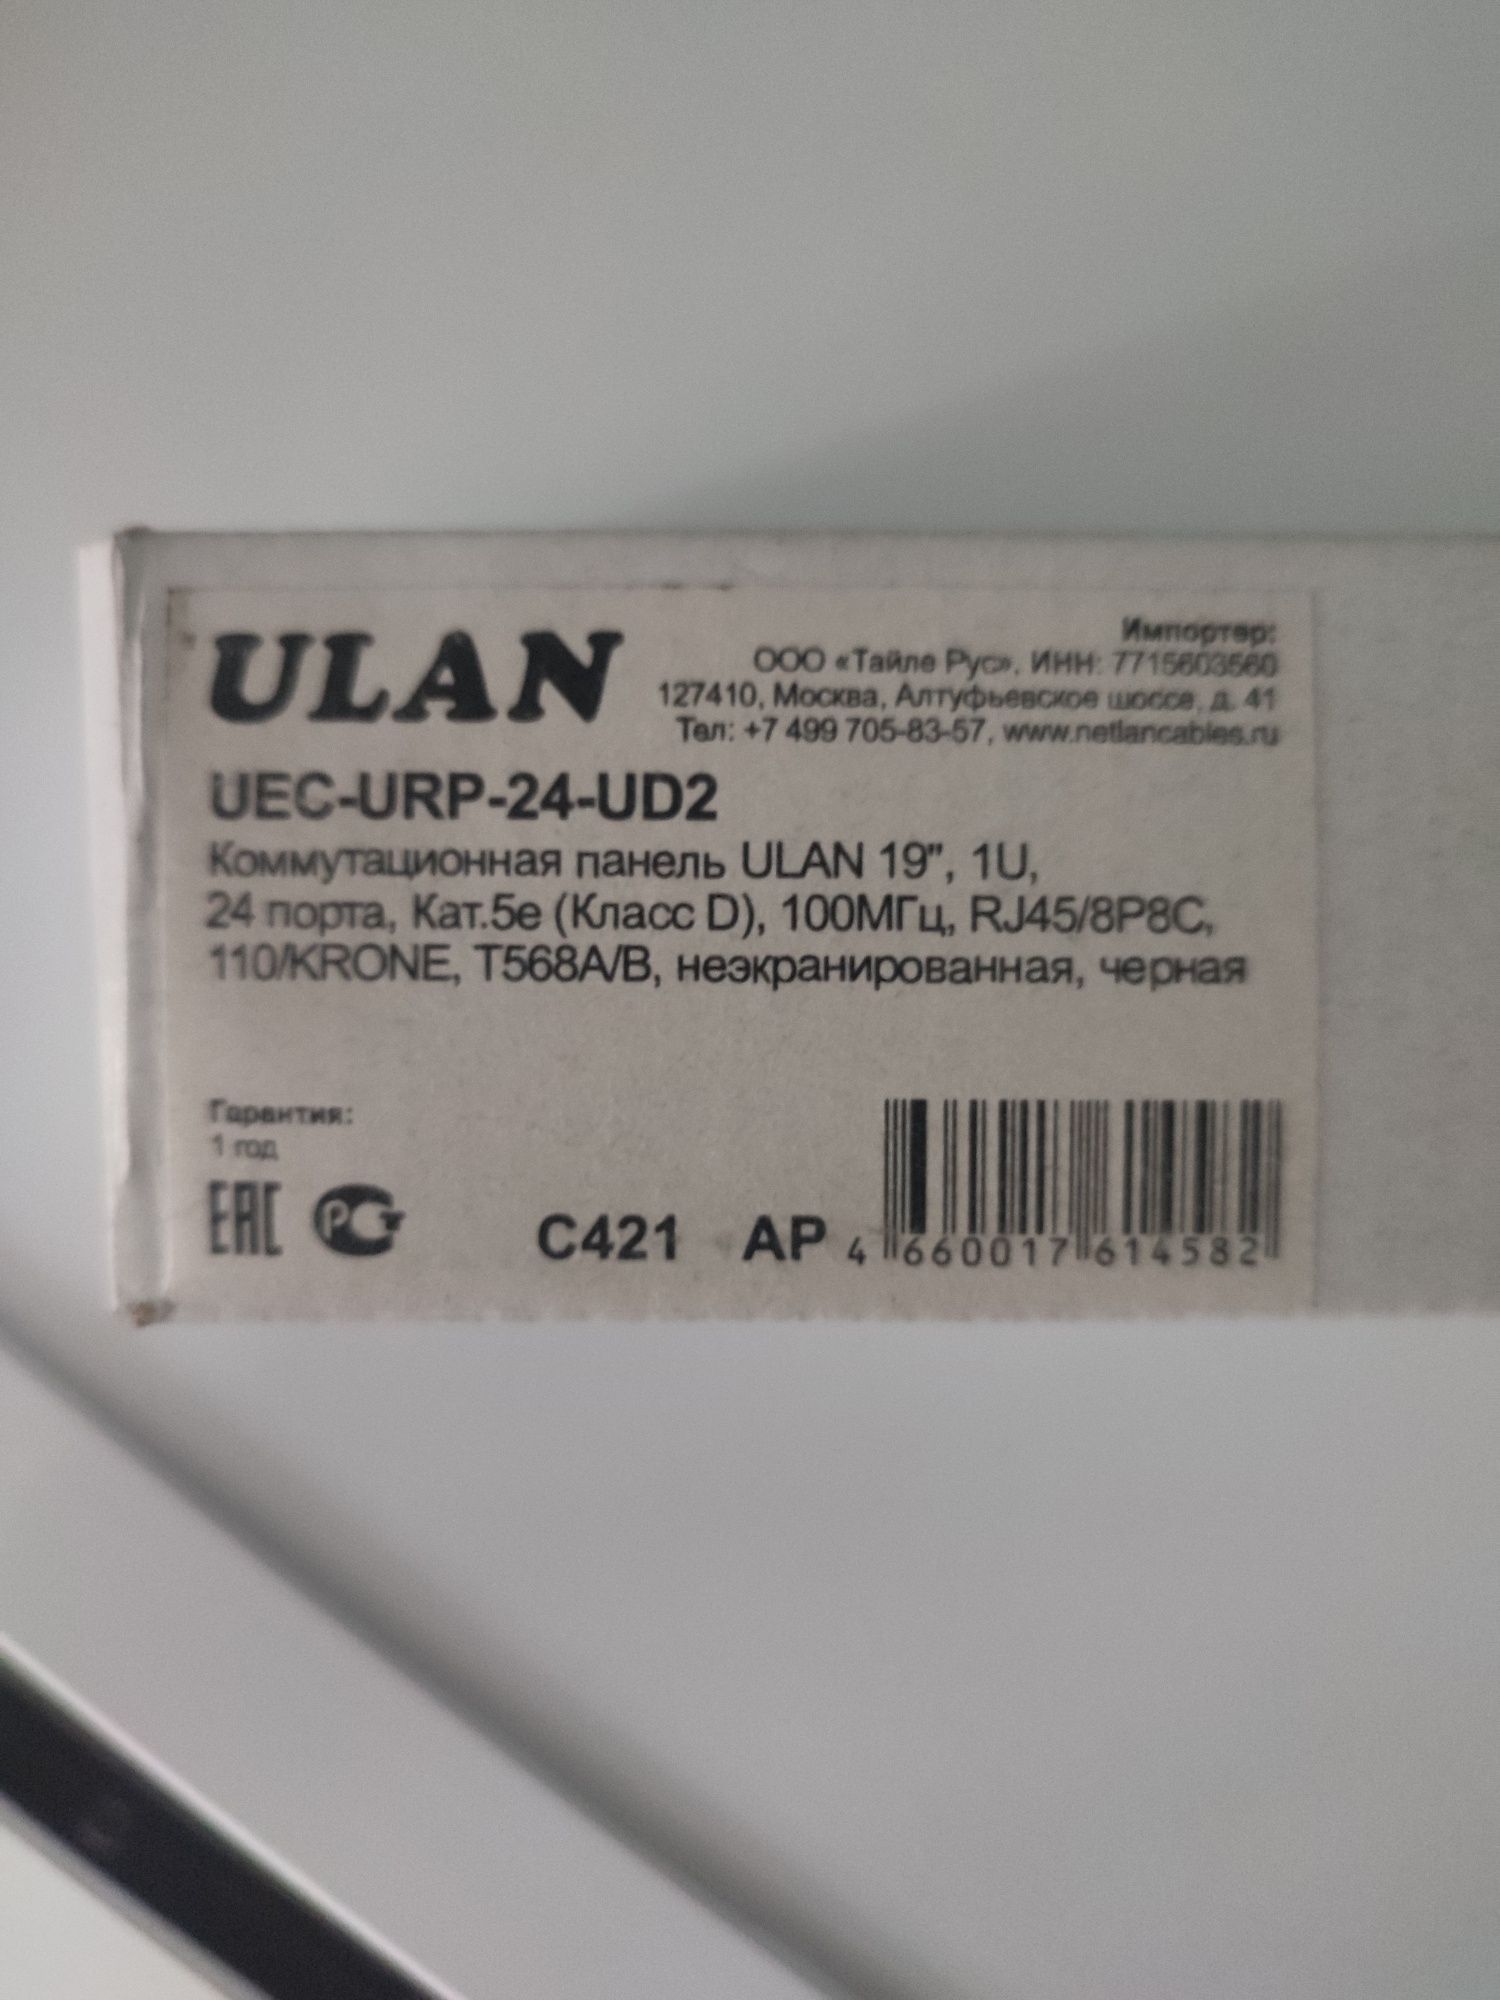 ULAN
Импортер:
ООО «Тайле Рус», ИНН: 7715603560
127410, Москва, Алтуфьевское шоссе, д. 41
Тел: +7 499 705-83-57, www.netlancables.ru
UEC-URP-24-UD2
Коммутационная панель ULAN 19", 1U,
24 порта, Кат.5е (Класс D), 100МГц, RJ45/8P8C,
110/KRONE, T568A/B, неэкранированная, черная
Гарантия:
1 год
EAC РСТ
C421 AP
4 660017 614582